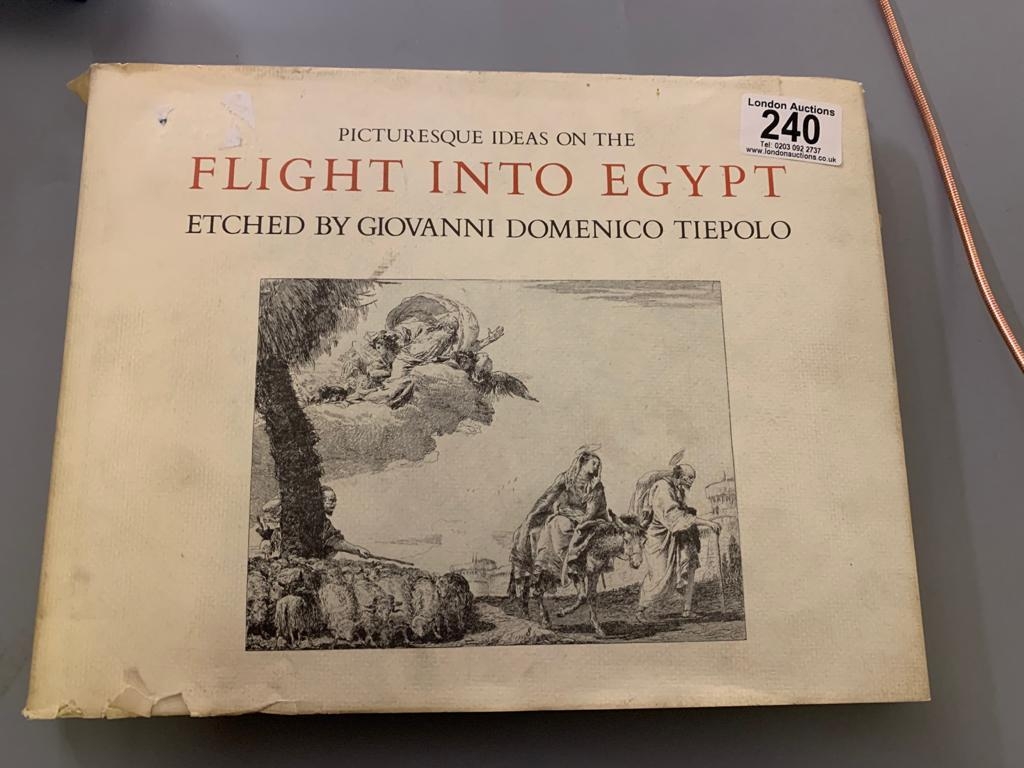 PICTURESQUE IDEAS ON THE
FLIGHT INTO EGYPT
ETCHED BY GIOVANNI DOMENICO TIEPOLO
London Auctions
240
Tel: 0203 092 2737
www.londonauctions.co.uk